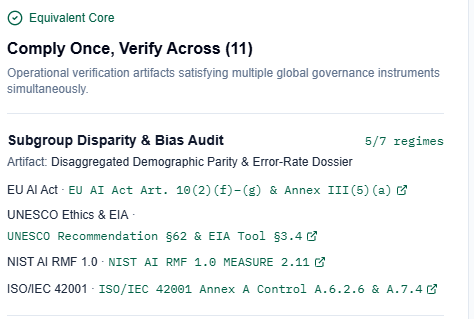 Equivalent Core
Comply Once, Verify Across (11)
Operational verification artifacts satisfying multiple global governance instruments
simultaneously.
Subgroup Disparity & Bias Audit
5/7 regimes
Artifact: Disaggregated Demographic Parity & Error-Rate Dossier
EU AI Act · EU AI Act Art. 10(2)(f)–(g) & Annex III(5)(a)
UNESCO Ethics & EIA ·
UNESCO Recommendation §62 & EIA Tool §3.4
NIST AI RMF 1.0 · NIST AI RMF 1.0 MEASURE 2.11
ISO/IEC 42001 · ISO/IEC 42001 Annex A Control A.6.2.6 & A.7.4